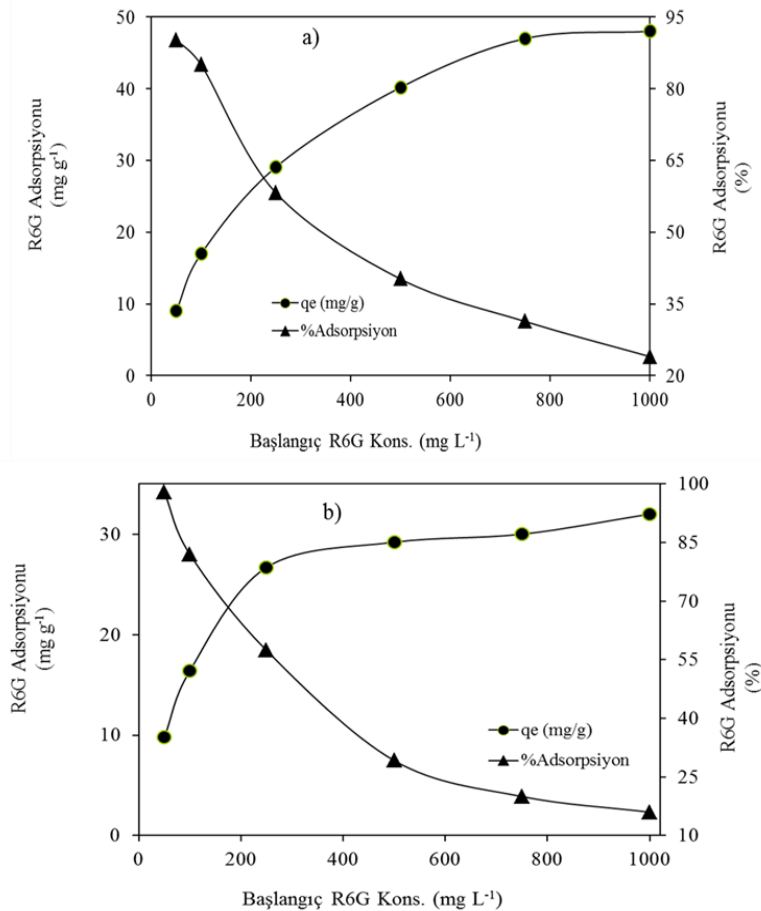 a)
R6G Adsorpsiyonu
(mg g-1)
50
40
30
20
10
0
95
80
65
50
35
20
R6G Adsorpsiyonu
(%)
qe (mg/g)
%Adsorpsiyon
0 200 400 600 800 1000
Başlangıç R6G Kons. (mg L-1)
b)
R6G Adsorpsiyonu
(mg g-1)
30
20
10
0
100
85
70
55
40
25
10
R6G Adsorpsiyonu
(%)
qe (mg/g)
%Adsorpsiyon
0 200 400 600 800 1000
Başlangıç R6G Kons. (mg L-1)